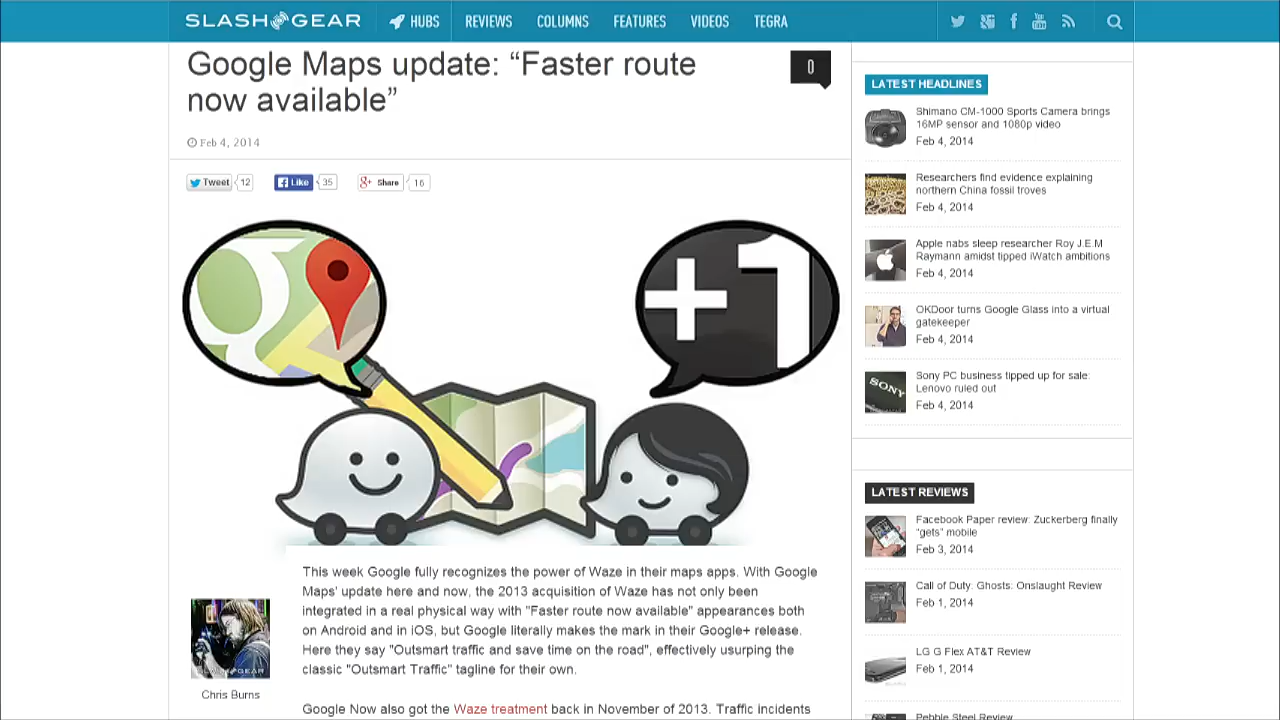 SLASHGEAR HUBS REVIEWS COLUMNS FEATURES VIDEOS TEGRA
Google Maps update: “Faster route
now available”
0
Feb 4, 2014
Tweet 12 Like 35 Share 16
+1
This week Google fully recognizes the power of Waze in their maps apps. With Google
Maps' update here and now, the 2013 acquisition of Waze has not only been
integrated in a real physical way with "Faster route now available" appearances both
on Android and in iOS, but Google literally makes the mark in their Google+ release.
Here they say "Outsmart traffic and save time on the road", effectively usurping the
classic "Outsmart Traffic" tagline for their own.
SLASHGEAR
Chris Burns
Google Now also got the Waze treatment back in November of 2013. Traffic incidents
LATEST HEADLINES
Shimano CM-1000 Sports Camera brings
16MP sensor and 1080p video
Feb 4, 2014
Researchers find evidence explaining
northern China fossil troves
Feb 4, 2014
Apple nabs sleep researcher Roy J.E.M
Raymann amidst tipped iWatch ambitions
Feb 4, 2014
OKDoor turns Google Glass into a virtual
gatekeeper
Feb 4, 2014
SONY
Sony PC business tipped up for sale:
Lenovo ruled out
Feb 4, 2014
LATEST REVIEWS
Facebook Paper review: Zuckerberg finally
"gets" mobile
Feb 3, 2014
Call of Duty: Ghosts: Onslaught Review
Feb 1, 2014
LG G Flex AT&T Review
Feb 1, 2014
Pebble Steel Review